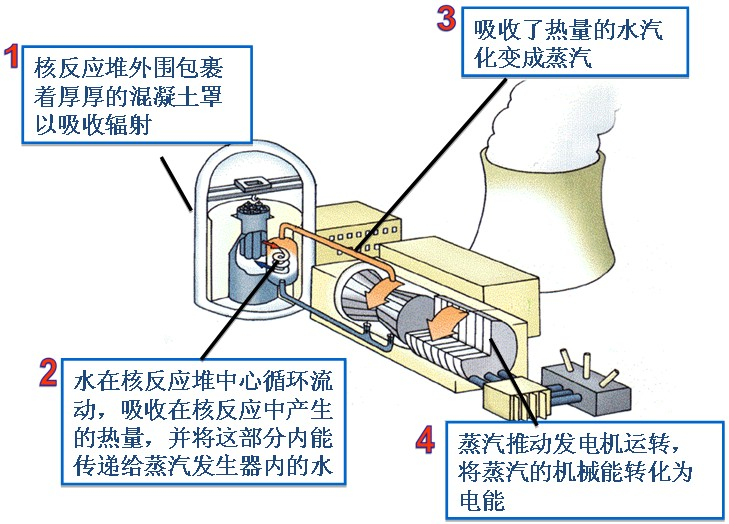 1
核反应堆外围包裹
着厚厚的混凝土罩
以吸收辐射
3
吸收了热量的水汽
化变成蒸汽
2
水在核反应堆中心循环流
动，吸收在核反应中产生
的热量，并将这部分内能
传递给蒸汽发生器内的水
4
蒸汽推动发电机运转，
将蒸汽的机械能转化为
电能